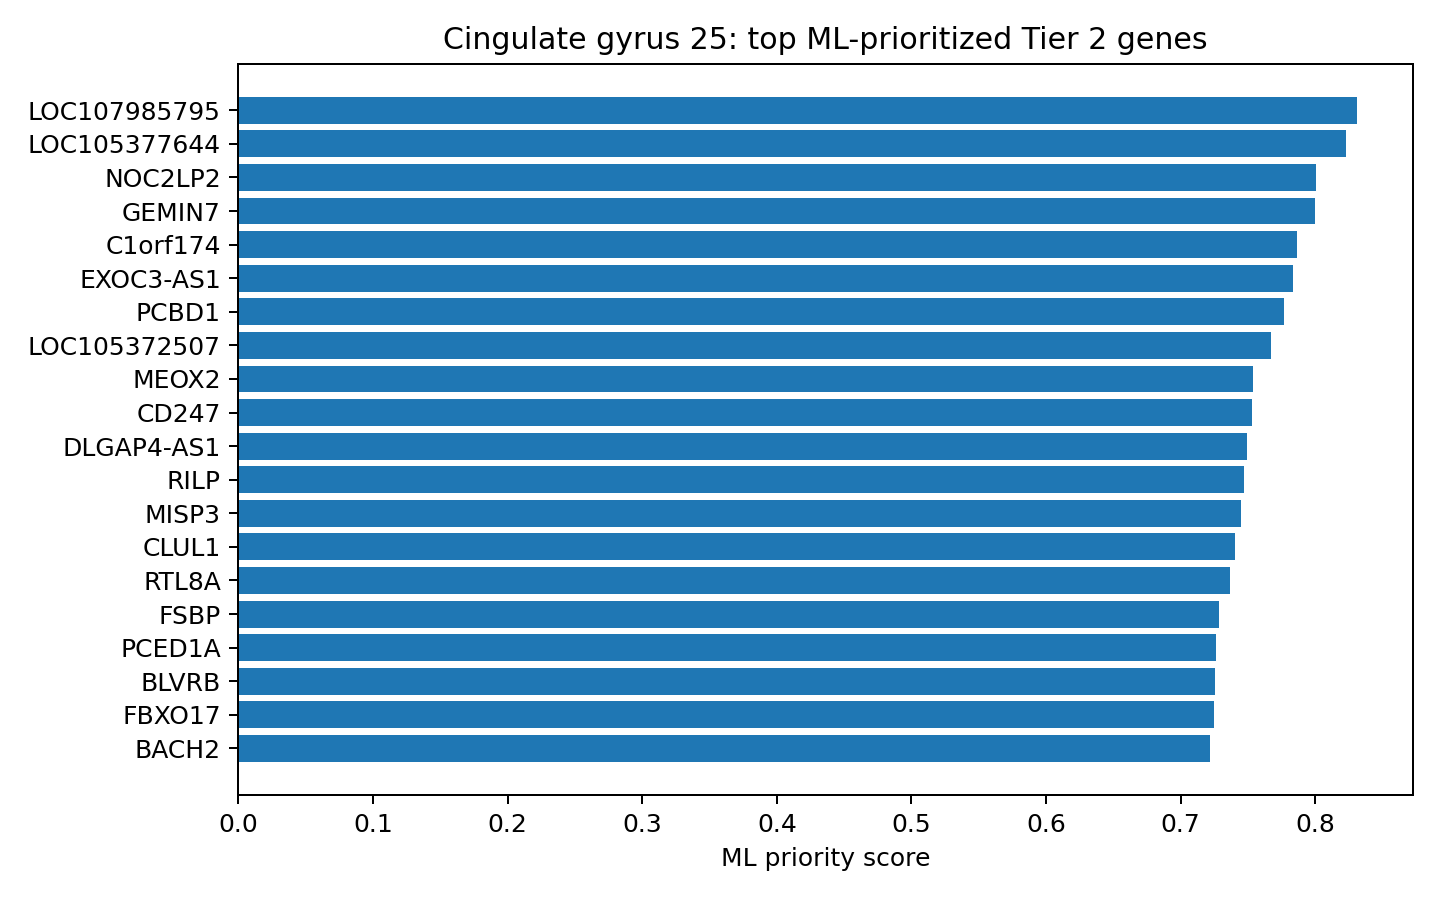 Cingulate gyrus 25: top ML-prioritized Tier 2 genes
LOC107985795
LOC105377644
NOC2LP2
GEMIN7
C1orf174
EXOC3-AS1
PCBD1
LOC105372507
MEOX2
CD247
DLGAP4-AS1
RILP
MISP3
CLUL1
RTL8A
FSBP
PCED1A
BLVRB
FBXO17
BACH2
0.0 0.1 0.2 0.3 0.4 0.5 0.6 0.7 0.8
ML priority score